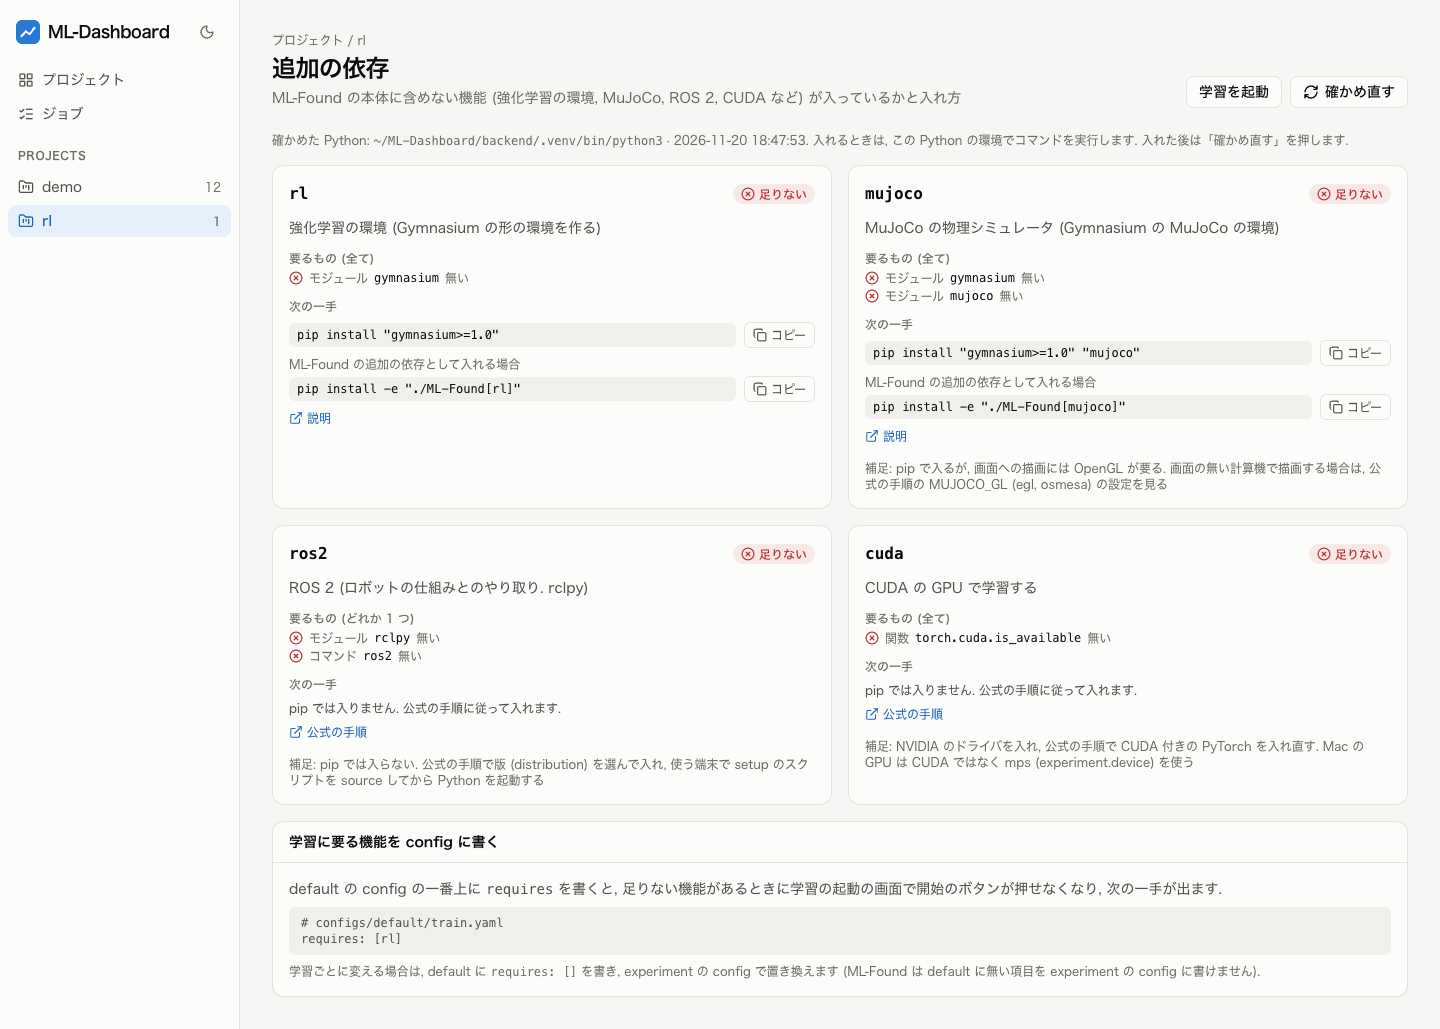 ML-Dashboard
プロジェクト
ジョブ
PROJECTS
demo 12
rl 1
プロジェクト / rl
追加の依存
ML-Found の本体に含めない機能 (強化学習の環境, MuJoCo, ROS 2, CUDA など) が入っているかと入れ方
学習を起動
確かめ直す
確かめた Python: ~/ML-Dashboard/backend/.venv/bin/python3 · 2026-11-20 18:47:53. 入れるときは, この Python の環境でコマンドを実行します. 入れた後は「確かめ直す」を押します.
rl
足りない
強化学習の環境 (Gymnasium の形の環境を作る)
要るもの (全て)
モジュール gymnasium 無い
次の一手
pip install "gymnasium>=1.0"
コピー
ML-Found の追加の依存として入れる場合
pip install -e "./ML-Found[rl]"
コピー
説明
mujoco
足りない
MuJoCo の物理シミュレータ (Gymnasium の MuJoCo の環境)
要るもの (全て)
モジュール gymnasium 無い
モジュール mujoco 無い
次の一手
pip install "gymnasium>=1.0" "mujoco"
コピー
ML-Found の追加の依存として入れる場合
pip install -e "./ML-Found[mujoco]"
コピー
説明
補足: pip で入るが, 画面への描画には OpenGL が要る. 画面の無い計算機で描画する場合は, 公
式の手順の MUJOCO_GL (egl, osmesa) の設定を見る
ros2
足りない
ROS 2 (ロボットの仕組みとのやり取り. rclpy)
要るもの (どれか 1 つ)
モジュール rclpy 無い
コマンド ros2 無い
次の一手
pip では入りません. 公式の手順に従って入れます.
公式の手順
補足: pip では入らない. 公式の手順で版 (distribution) を選んで入れ, 使う端末で setup のスク
リプトを source してから Python を起動する
cuda
足りない
CUDA の GPU で学習する
要るもの (全て)
関数 torch.cuda.is_available 無い
次の一手
pip では入りません. 公式の手順に従って入れます.
公式の手順
補足: NVIDIA のドライバを入れ, 公式の手順で CUDA 付きの PyTorch を入れ直す. Mac の
GPU は CUDA ではなく mps (experiment.device) を使う
学習に要る機能を config に書く
default の config の一番上に requires を書くと, 足りない機能があるときに学習の起動の画面で開始のボタンが押せなくなり, 次の一手が出ます.
# configs/default/train.yaml
requires: [rl]
学習ごとに変える場合は, default に requires: [] を書き, experiment の config で置き換えます (ML-Found は default に無い項目を experiment の config に書けません).